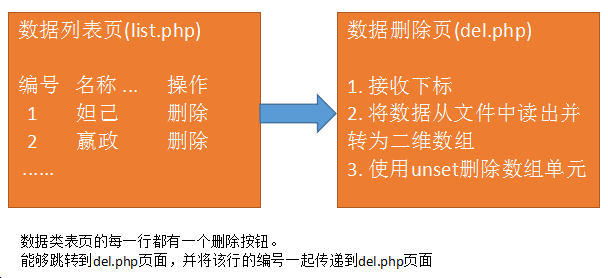 数据列表页(list.php)
编号 名称 ... 操作
1 妲己 删除
2 嬴政 删除
......
数据删除页(del.php)
1. 接收下标
2. 将数据从文件中读出并
转为二维数组
3. 使用unset删除数组单元
数据类表页的每一行都有一个删除按钮。
能够跳转到del.php页面，并将该行的编号一起传递到del.php页面